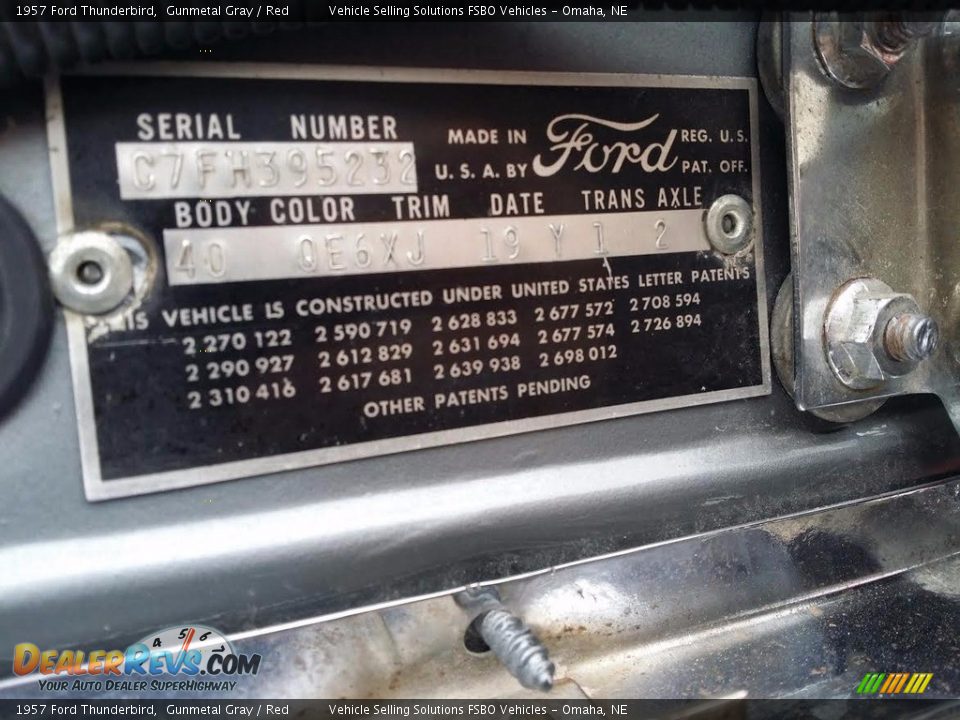 1957 Ford Thunderbird, Gunmetal Gray / Red Vehicle Selling Solutions FSBO Vehicles - Omaha, NE
SERIAL NUMBER
C7FH395232
MADE IN Ford REG. U.S.
U. S. A. BY PAT. OFF.
BODY COLOR TRIM DATE TRANS AXLE
40 QE6XJ 19 Y 1 2
THIS VEHICLE IS CONSTRUCTED UNDER UNITED STATES LETTER PATENTS
2 270 122 2 590 719 2 628 833 2 677 572 2 708 594
2 290 927 2 612 829 2 631 694 2 677 574 2 726 894
2 310 416 2 617 681 2 639 938 2 698 012
OTHER PATENTS PENDING
4 5 6
DEALERREVS.COM
YOUR AUTO DEALER SUPERHIGHWAY
1957 Ford Thunderbird, Gunmetal Gray / Red Vehicle Selling Solutions FSBO Vehicles - Omaha, NE